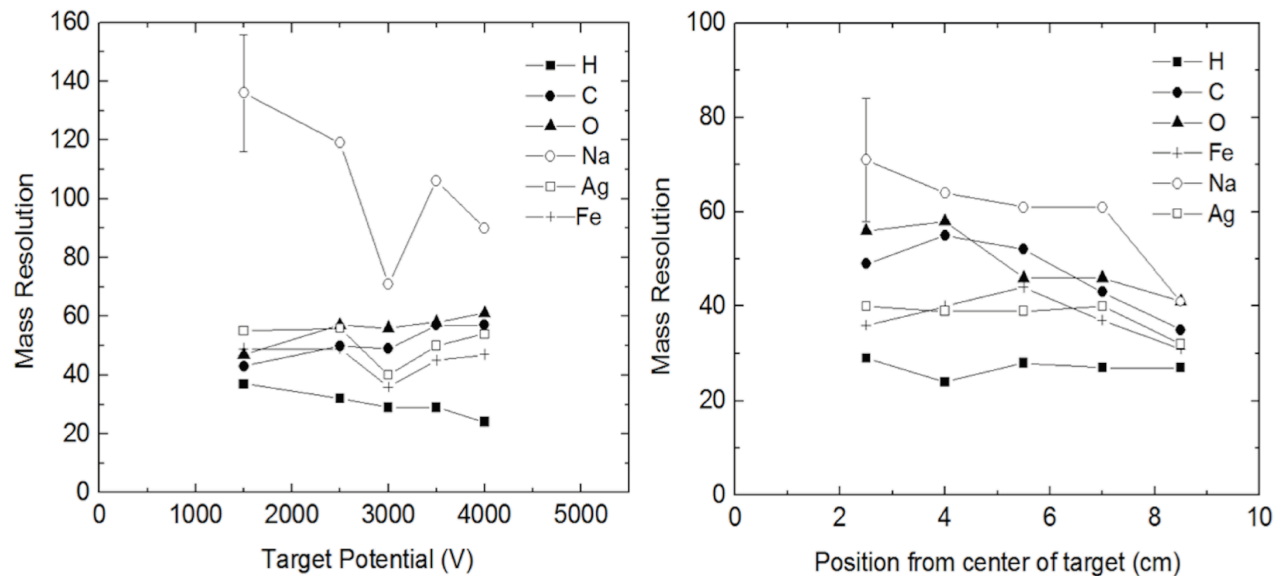 160
140
120
100
80
60
40
20
0
Mass Resolution
H
C
O
Na
Ag
Fe
0
1000
2000
3000
4000
5000
Target Potential (V)
100
80
60
40
20
0
Mass Resolution
H
C
O
Fe
Na
Ag
0
2
4
6
8
10
Position from center of target (cm)